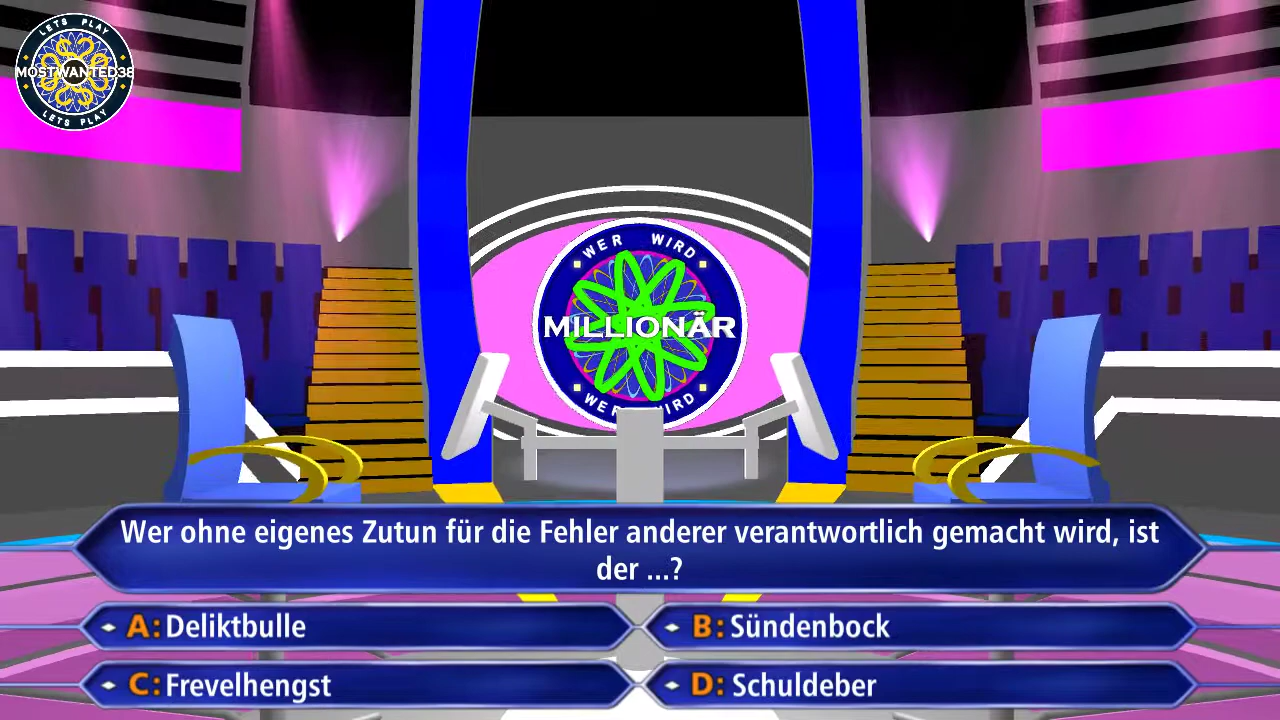 LETS PLAY
MOSTWANTED38
LETS PLAY
WER WIRD
MILLIONÄR
WER WIRD
Wer ohne eigenes Zutun für die Fehler anderer verantwortlich gemacht wird, ist
der ...?
A: Deliktbulle
B: Sündenbock
C: Frevelhengst
D: Schuldeber